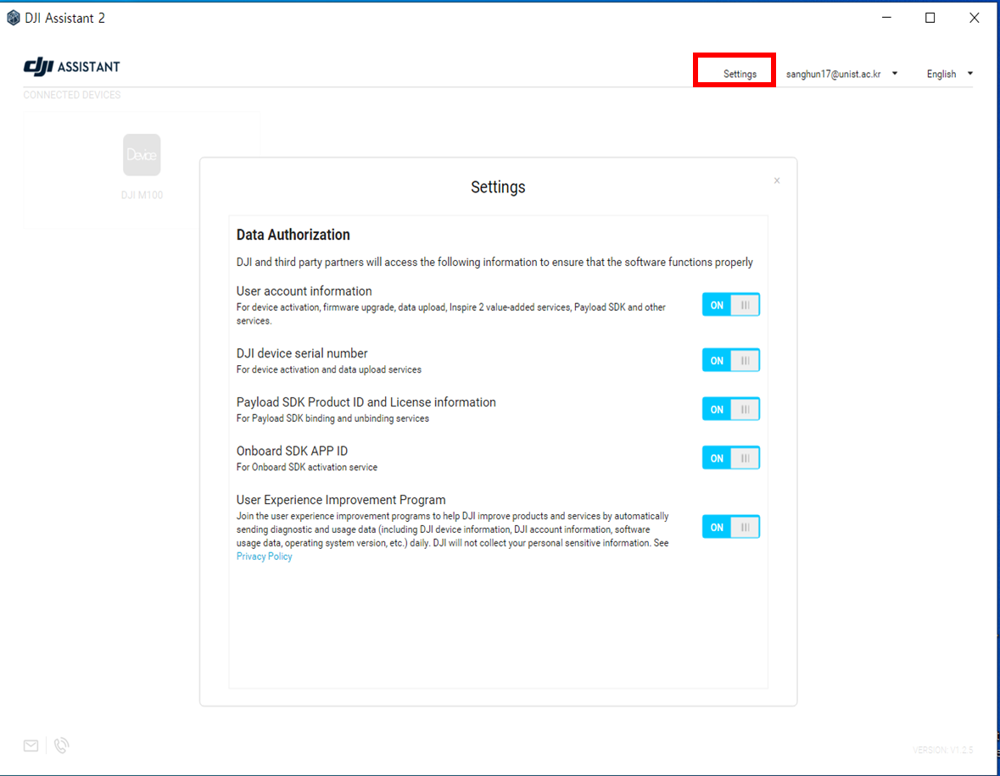 DJI Assistant 2
dji ASSISTANT
Settings
sanghun17@unist.ac.kr
English
CONNECTED DEVICES
Device
DJI M100
Settings
x
Data Authorization
DJI and third party partners will access the following information to ensure that the software functions properly
User account information
For device activation, firmware upgrade, data upload, Inspire 2 value-added services, Payload SDK and other
services.
ON
DJI device serial number
For device activation and data upload services
ON
Payload SDK Product ID and License information
For Payload SDK binding and unbinding services
ON
Onboard SDK APP ID
For Onboard SDK activation service
ON
User Experience Improvement Program
Join the user experience improvement programs to help DJI improve products and services by automatically
sending diagnostic and usage data (including DJI device information, DJI account information, software
usage data, operating system version, etc.) daily. DJI will not collect your personal sensitive information. See
Privacy Policy
ON
VERSION: V1.2.5